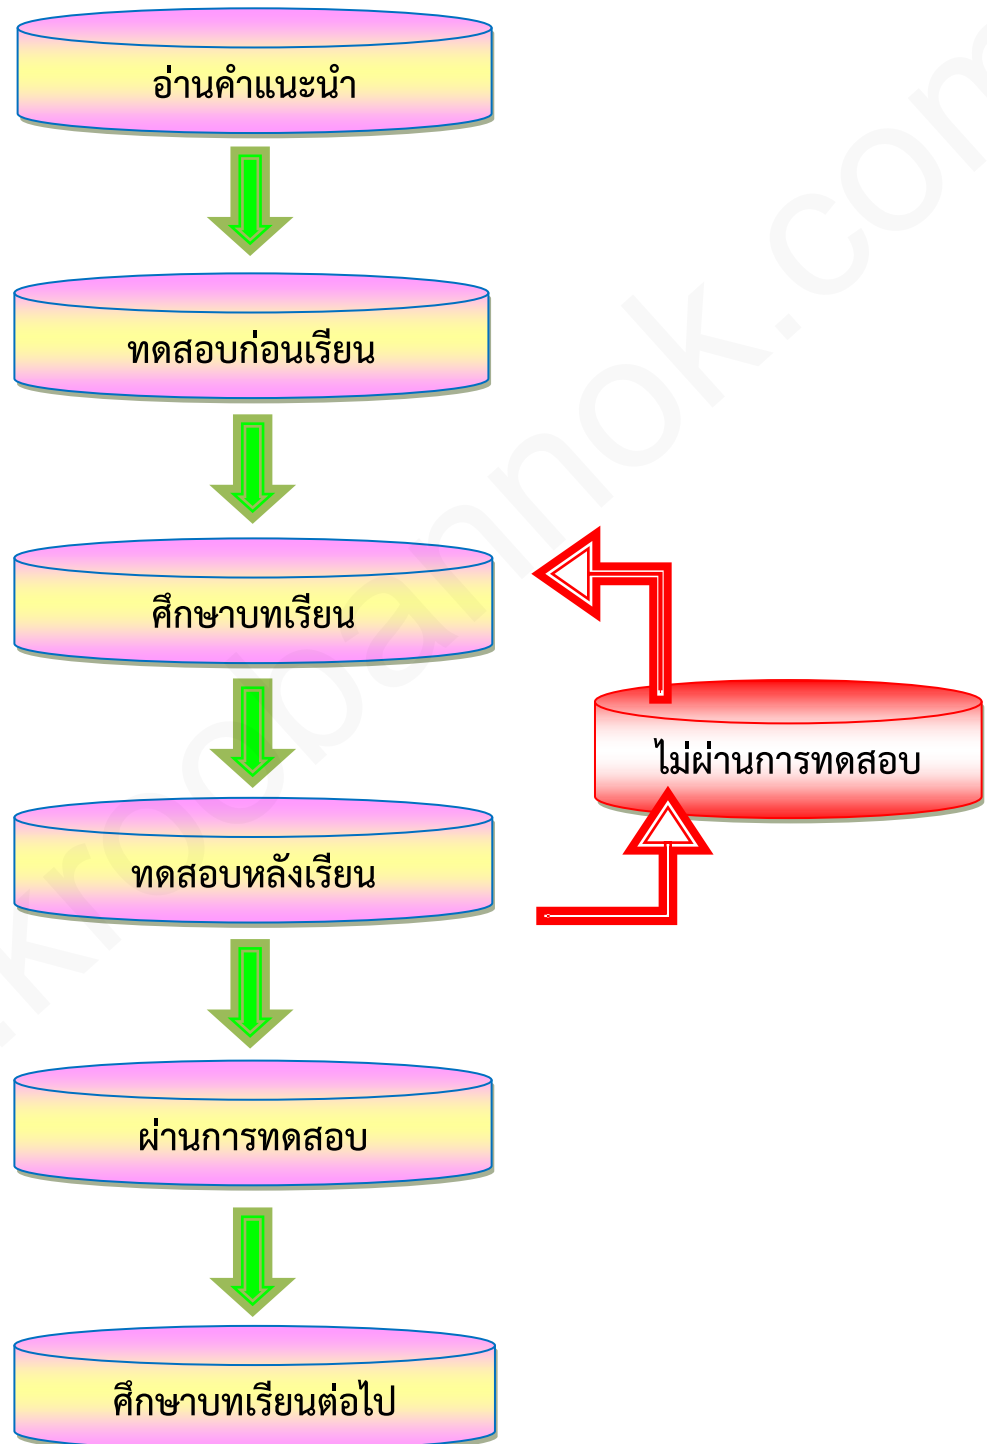 อ่านคำแนะนำ
ทดสอบก่อนเรียน
ศึกษาบทเรียน
ไม่ผ่านการทดสอบ
ทดสอบหลังเรียน
ผ่านการทดสอบ
ศึกษาบทเรียนต่อไป
.kroobannok.com